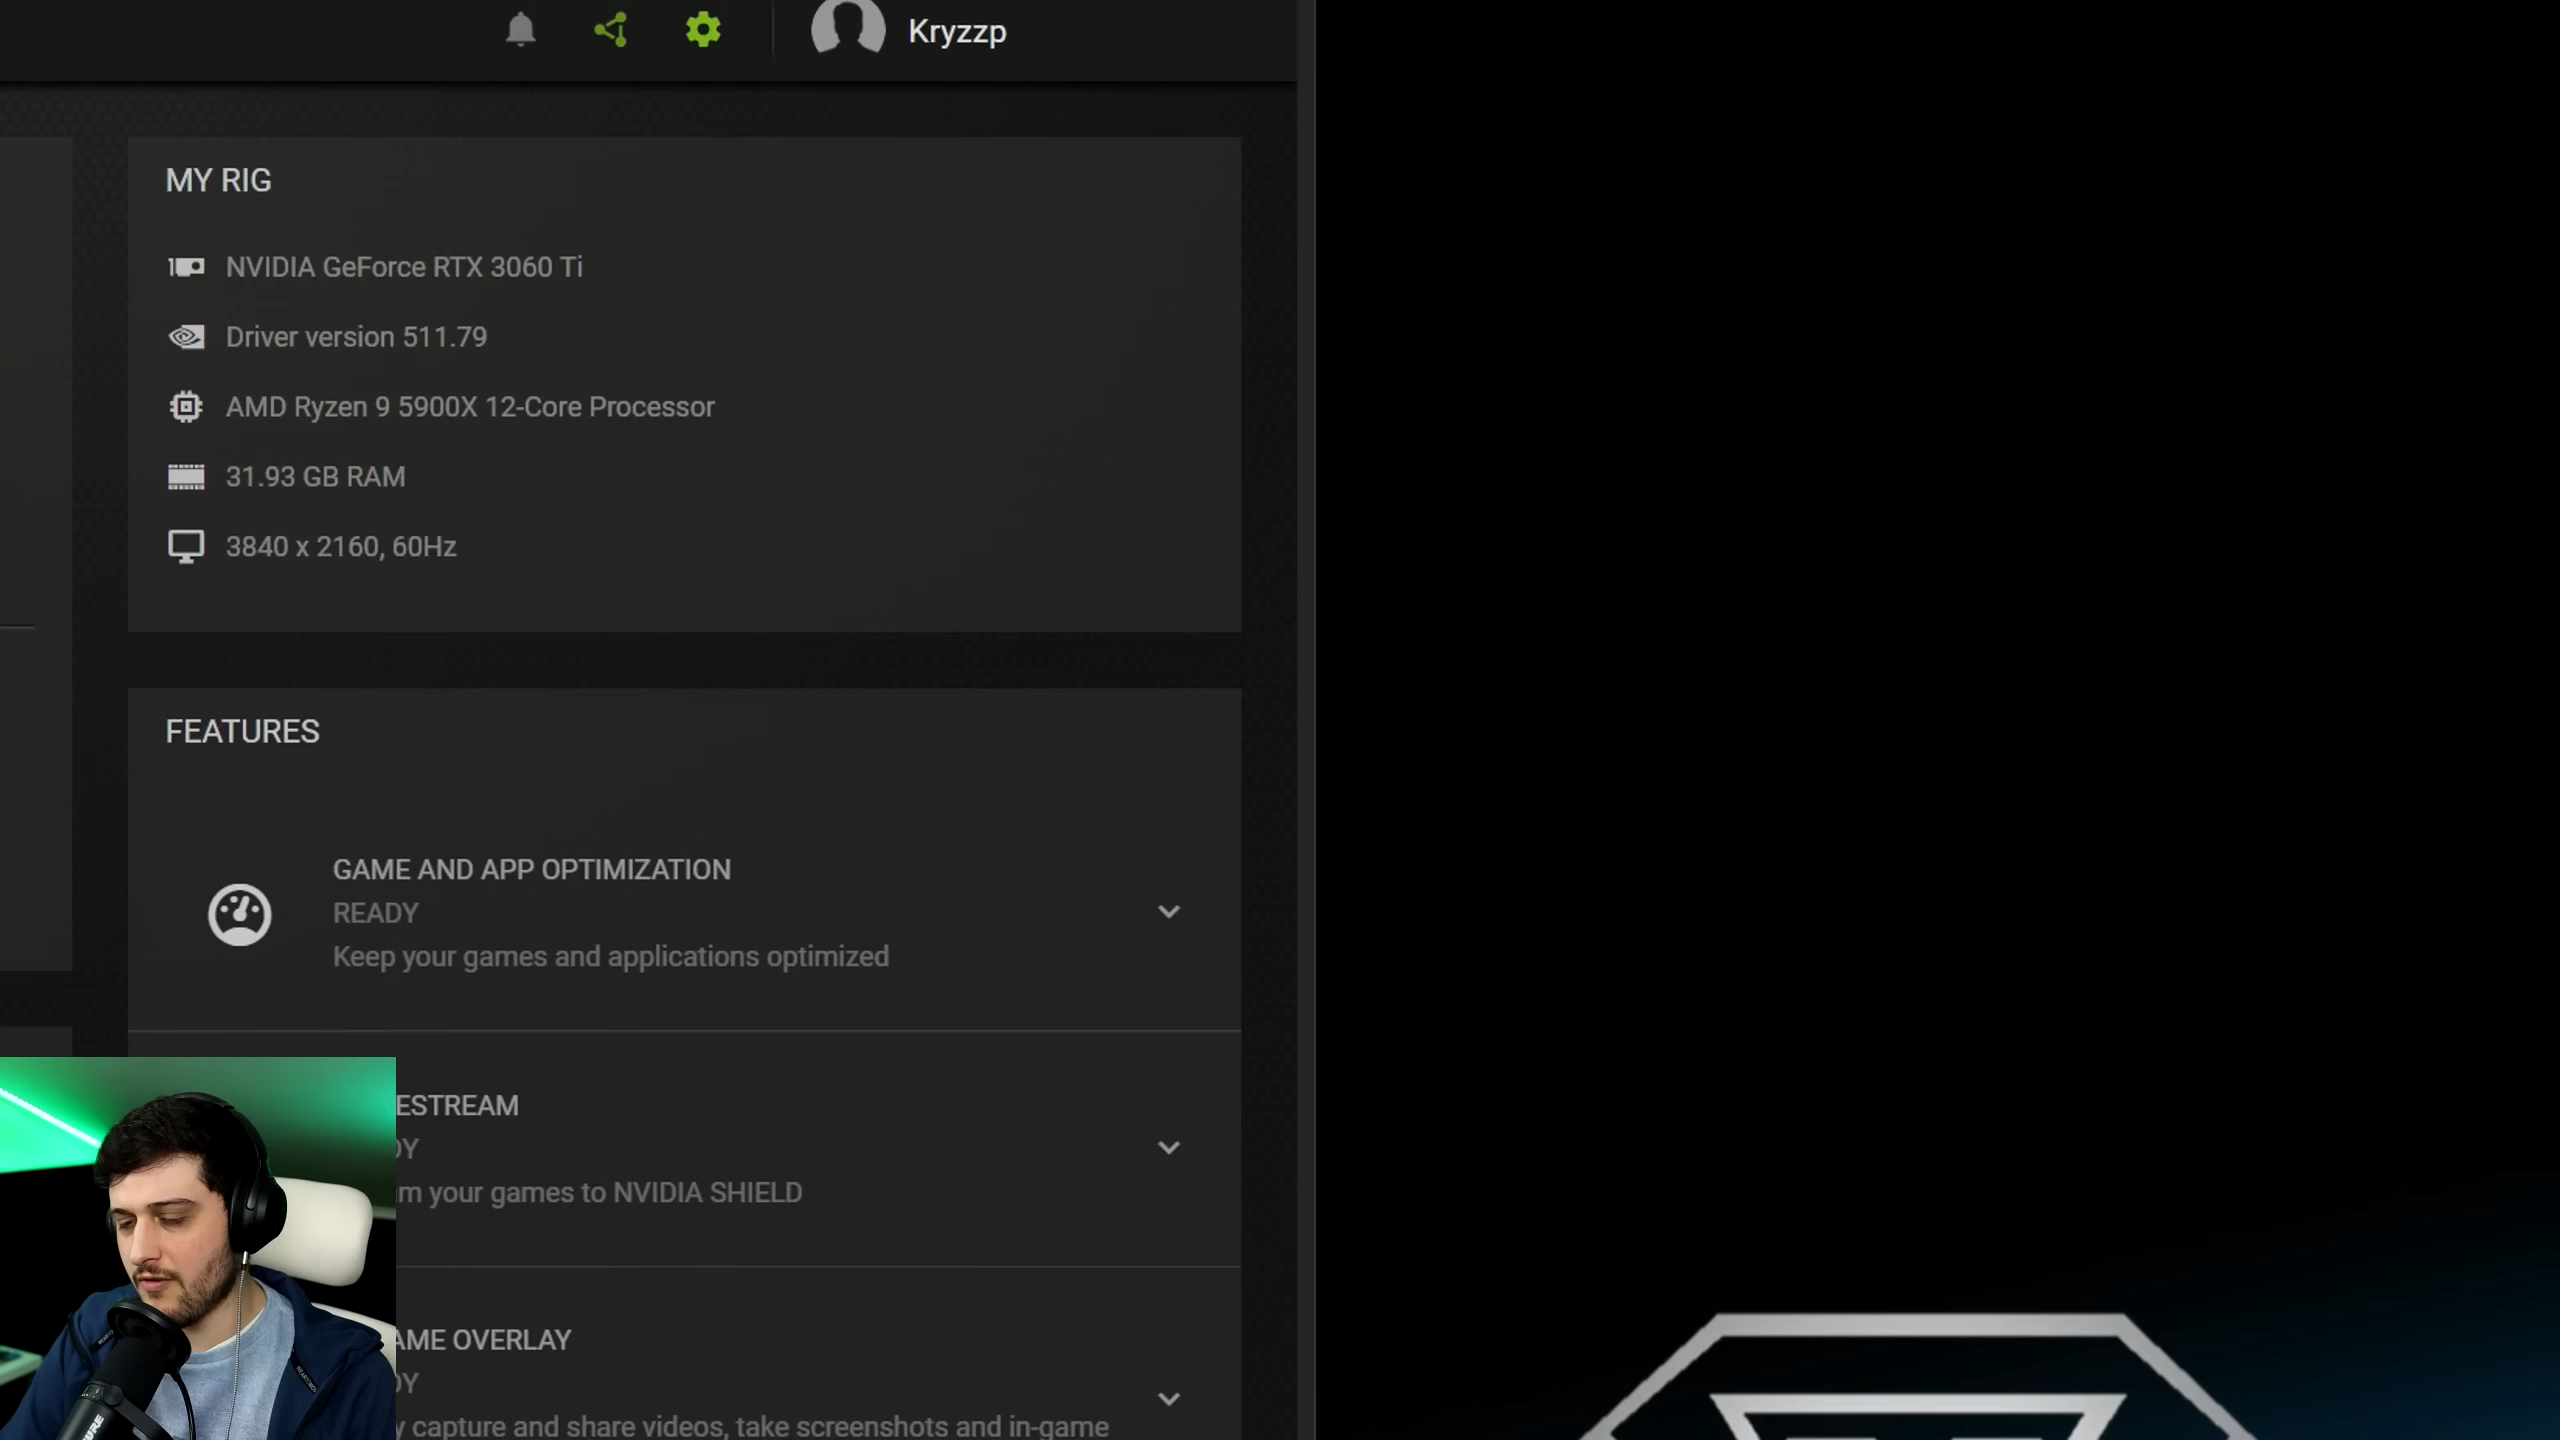 Kryzzp
MY RIG
NVIDIA GeForce RTX 3060 Ti
Driver version 511.79
AMD Ryzen 9 5900X 12-Core Processor
31.93 GB RAM
3840 x 2160, 60Hz
FEATURES
GAME AND APP OPTIMIZATION
READY
Keep your games and applications optimized
ESTREAM
DY
m your games to NVIDIA SHIELD
AME OVERLAY
DY
y capture and share videos, take screenshots and in-game